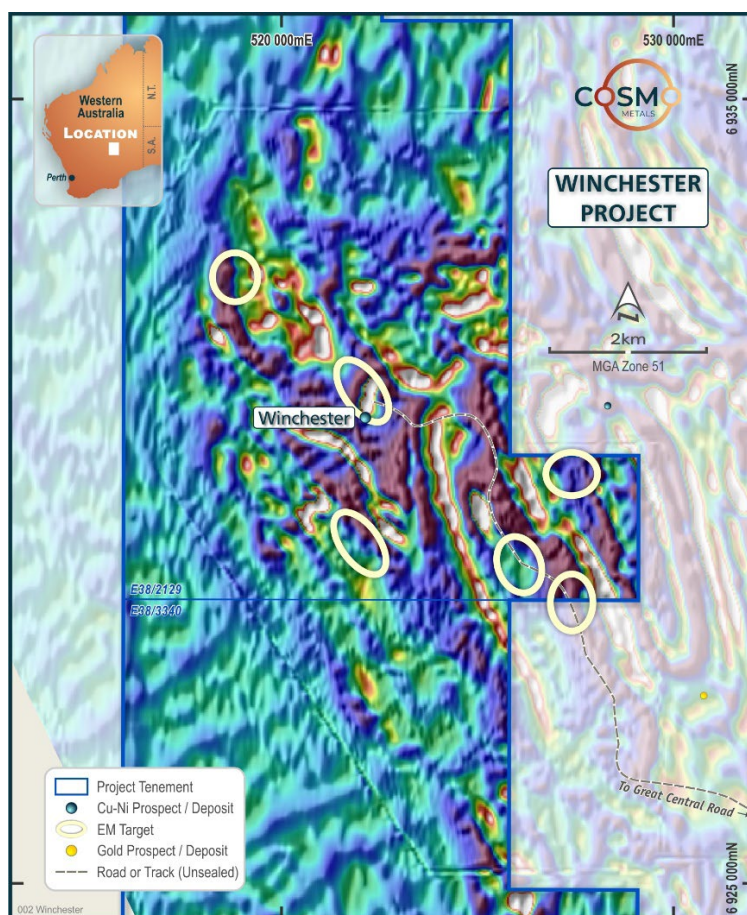 520 000mE
530 000mE
6 935 000mN
Western
Australia
LOCATION
N.T.
S.A.
Perth
COSMO
METALS
WINCHESTER
PROJECT
N
2km
MGA Zone 51
Winchester
E38/2129
E38/3340
Project Tenement
Cu-Ni Prospect / Deposit
EM Target
Gold Prospect / Deposit
Road or Track (Unsealed)
To Great Central Road
6 925 000mN
002 Winchester